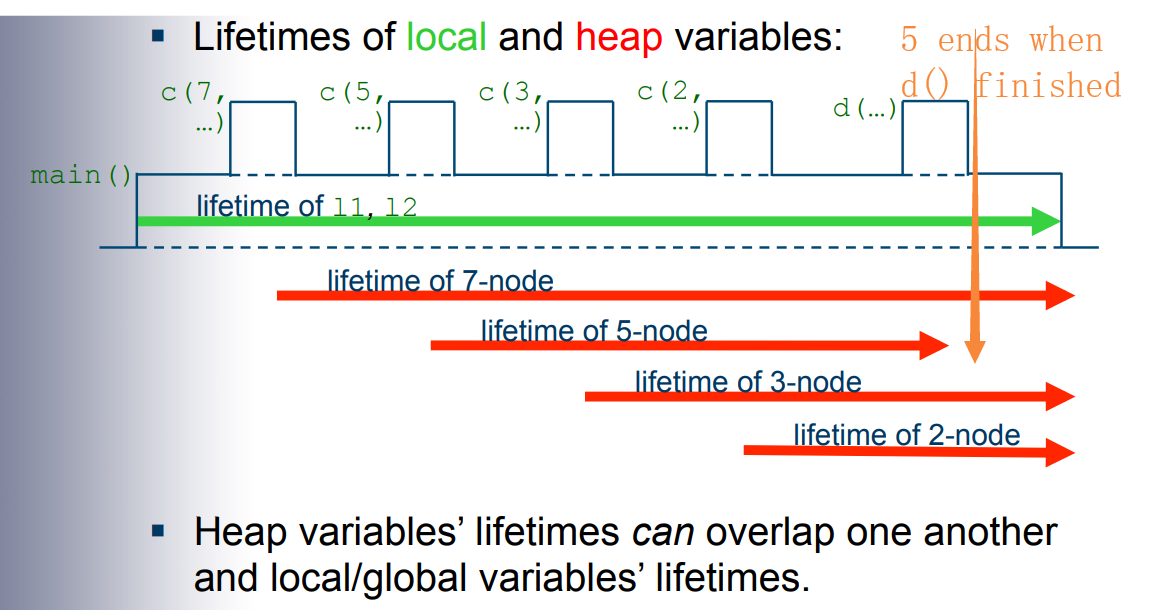 Lifetimes of local and heap variables:
5 ends when
d() finished
c(7,
…)
c(5,
…)
c(3,
…)
c(2,
…)
d(…)
main()
lifetime of l1, l2
lifetime of 7-node
lifetime of 5-node
lifetime of 3-node
lifetime of 2-node
Heap variables’ lifetimes can overlap one another
and local/global variables’ lifetimes.